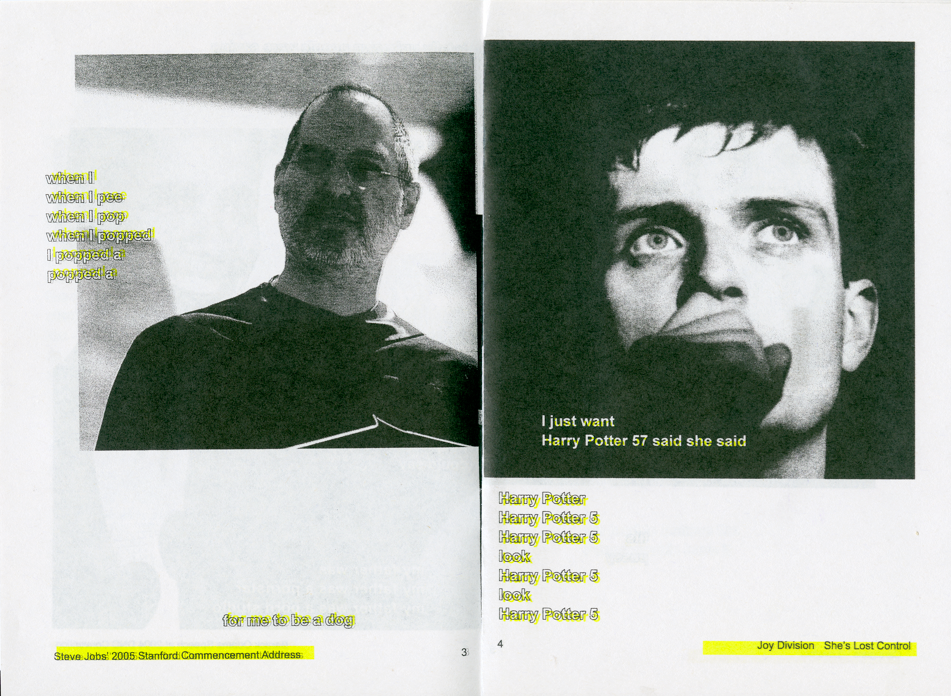 when I
when I pee
when I pop
when I popped
I popped a
popped a
for me to be a dog
Steve Jobs' 2005 Stanford Commencement Address
3
I just want
Harry Potter 57 said she said
Harry Potter
Harry Potter 5
Harry Potter 5
look
Harry Potter 5
look
Harry Potter 5
4
Joy Division She's Lost Control